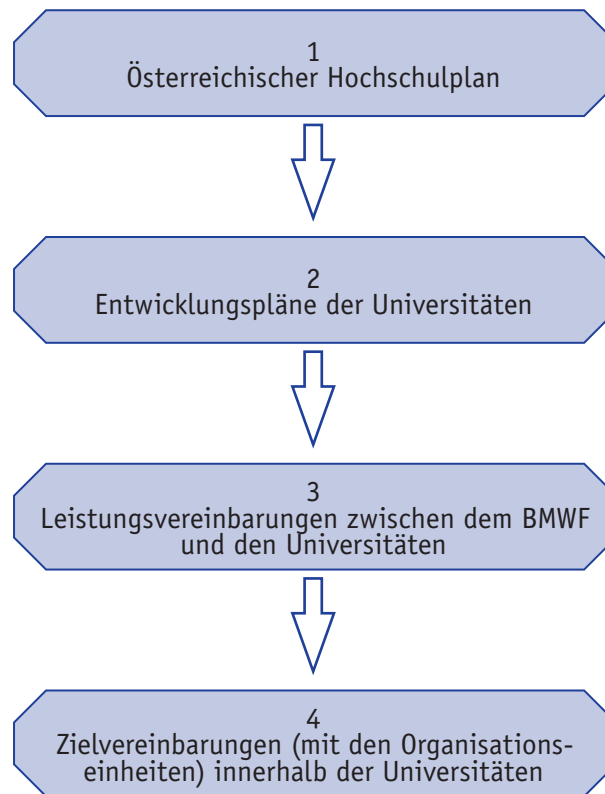 1
Österreichischer Hochschulplan
2
Entwicklungspläne der Universitäten
3
Leistungsvereinbarungen zwischen dem BMWF
und den Universitäten
4
Zielvereinbarungen (mit den Organisations-
einheiten) innerhalb der Universitäten